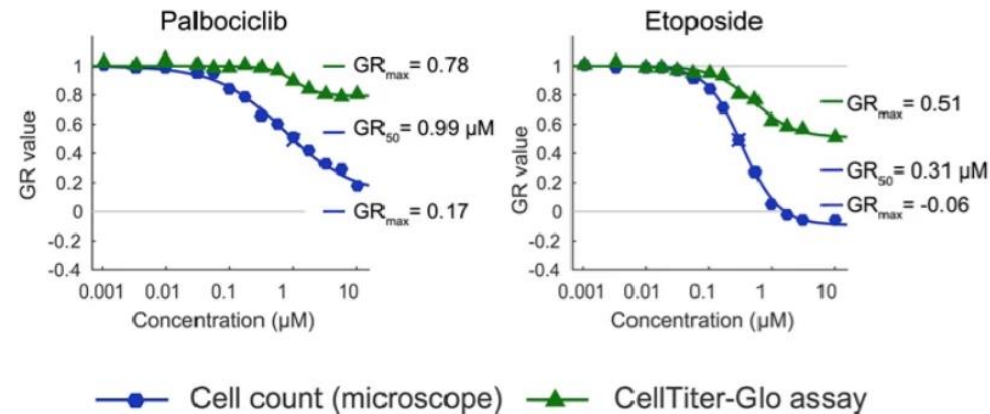 Palbociclib
GR value
1
0.8
0.6
0.4
0.2
0
-0.2
-0.4
0.001 0.01 0.1 1 10
Concentration (µM)
GRmax= 0.78
GR50= 0.99 µM
GRmax= 0.17
Etoposide
GR value
1
0.8
0.6
0.4
0.2
0
-0.2
-0.4
0.001 0.01 0.1 1 10
Concentration (µM)
GRmax= 0.51
GR50= 0.31 µM
GRmax= -0.06
Cell count (microscope) CellTiter-Glo assay